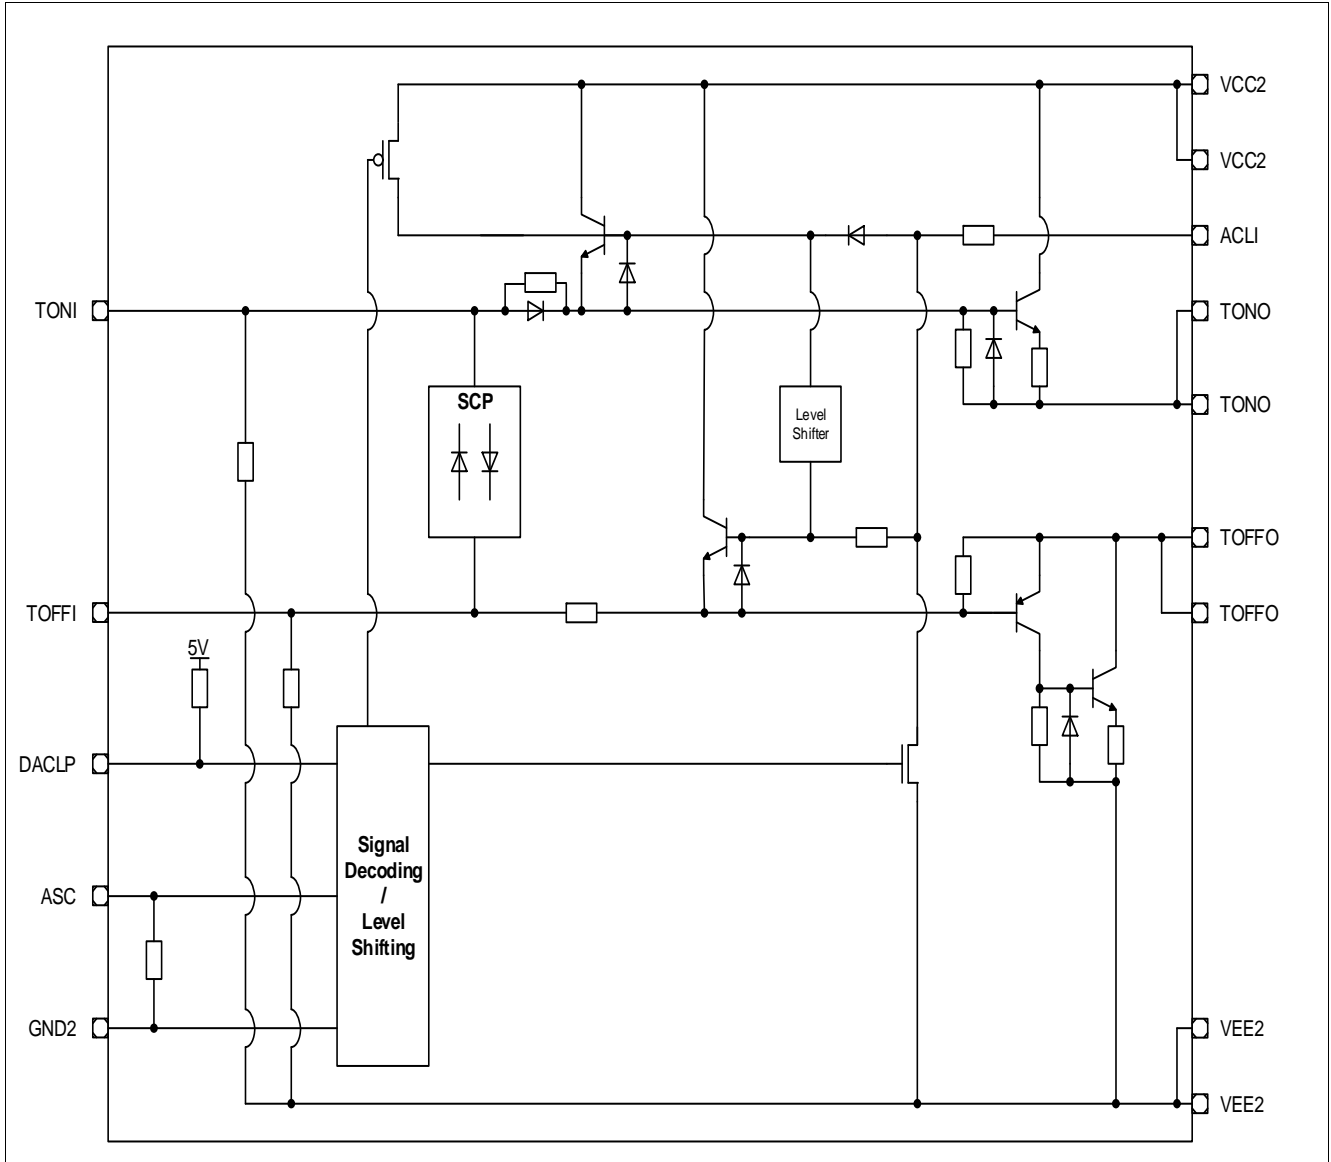 VCC2
VCC2
ACLI
TONI
TONO
SCP
TONO
Level
Shifter
TOFFO
TOFFI
TOFFO
5V
DACLP
Signal
Decoding
/
Level
Shifting
ASC
GND2
VEE2
VEE2